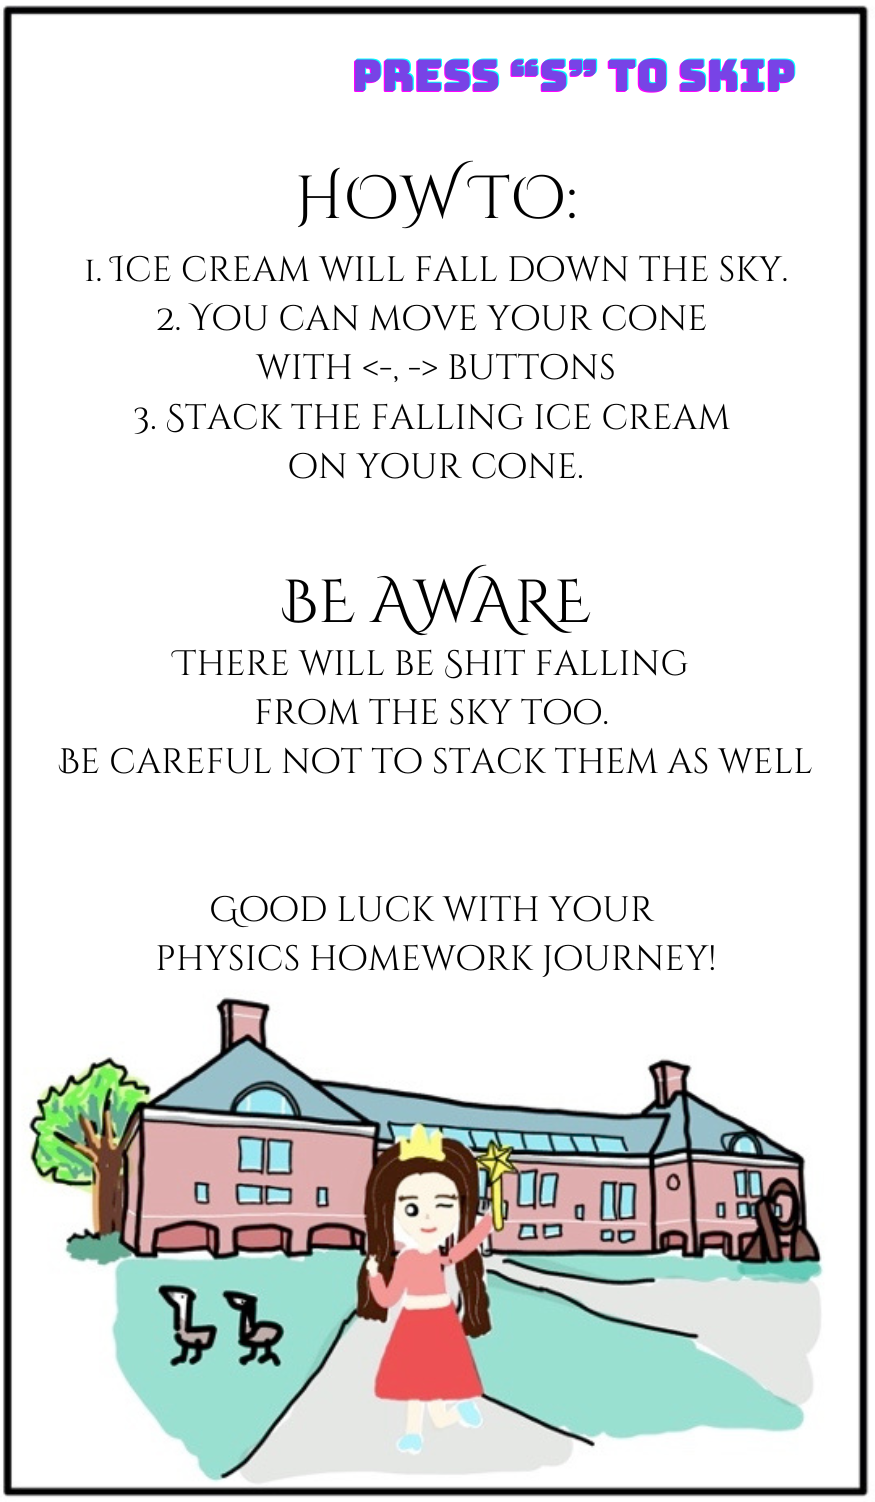 PRESS “S” TO SKIP
HOW TO:
1. ICE CREAM WILL FALL DOWN THE SKY.
2. YOU CAN MOVE YOUR CONE
WITH <-, -> BUTTONS
3. STACK THE FALLING ICE CREAM
ON YOUR CONE.
BE AWARE
THERE WILL BE SHIT FALLING
FROM THE SKY TOO.
BE CAREFUL NOT TO STACK THEM AS WELL
GOOD LUCK WITH YOUR
PHYSICS HOMEWORK JOURNEY!